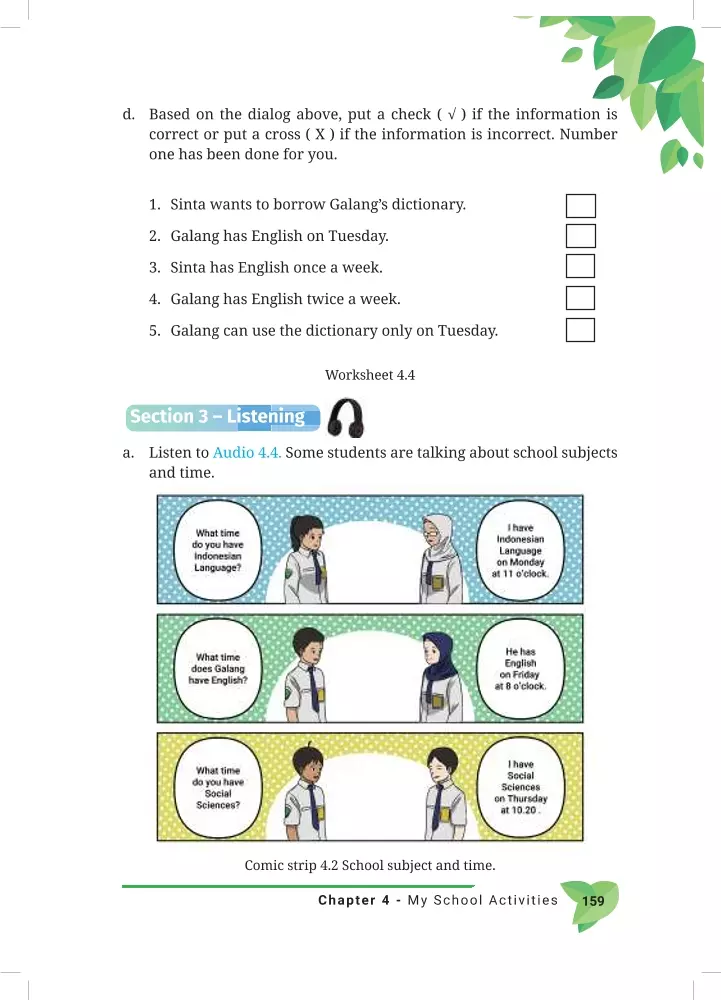 d. Based on the dialog above, put a check ( √ ) if the information is
correct or put a cross ( X ) if the information is incorrect. Number
one has been done for you.
1. Sinta wants to borrow Galang’s dictionary.
2. Galang has English on Tuesday.
3. Sinta has English once a week.
4. Galang has English twice a week.
5. Galang can use the dictionary only on Tuesday.
Worksheet 4.4
Section 3 – Listening
a. Listen to Audio 4.4. Some students are talking about school subjects
and time.
What time
do you have
Indonesian
Language?
I have
Indonesian
Language
on Monday
at 11 o'clock.
What time
does Galang
have English?
He has
English
on Friday
at 8 o'clock.
What time
do you have
Social
Sciences?
I have
Social
Sciences
on Thursday
at 10.20 .
Comic strip 4.2 School subject and time.
Chapter 4 - My School Activities 159